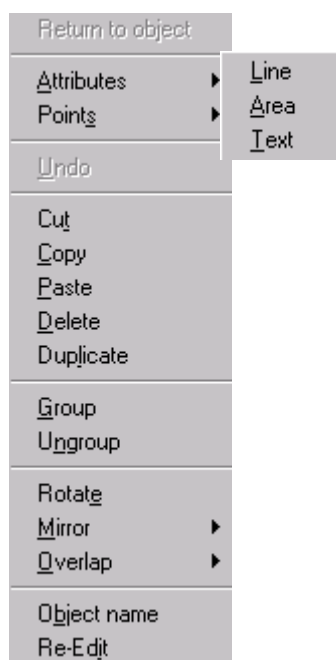 Return to object
Attributes
Points
Line
Area
Text
Undo
Cut
Copy
Paste
Delete
Duplicate
Group
Ungroup
Rotate
Mirror
Overlap
Object name
Re-Edit